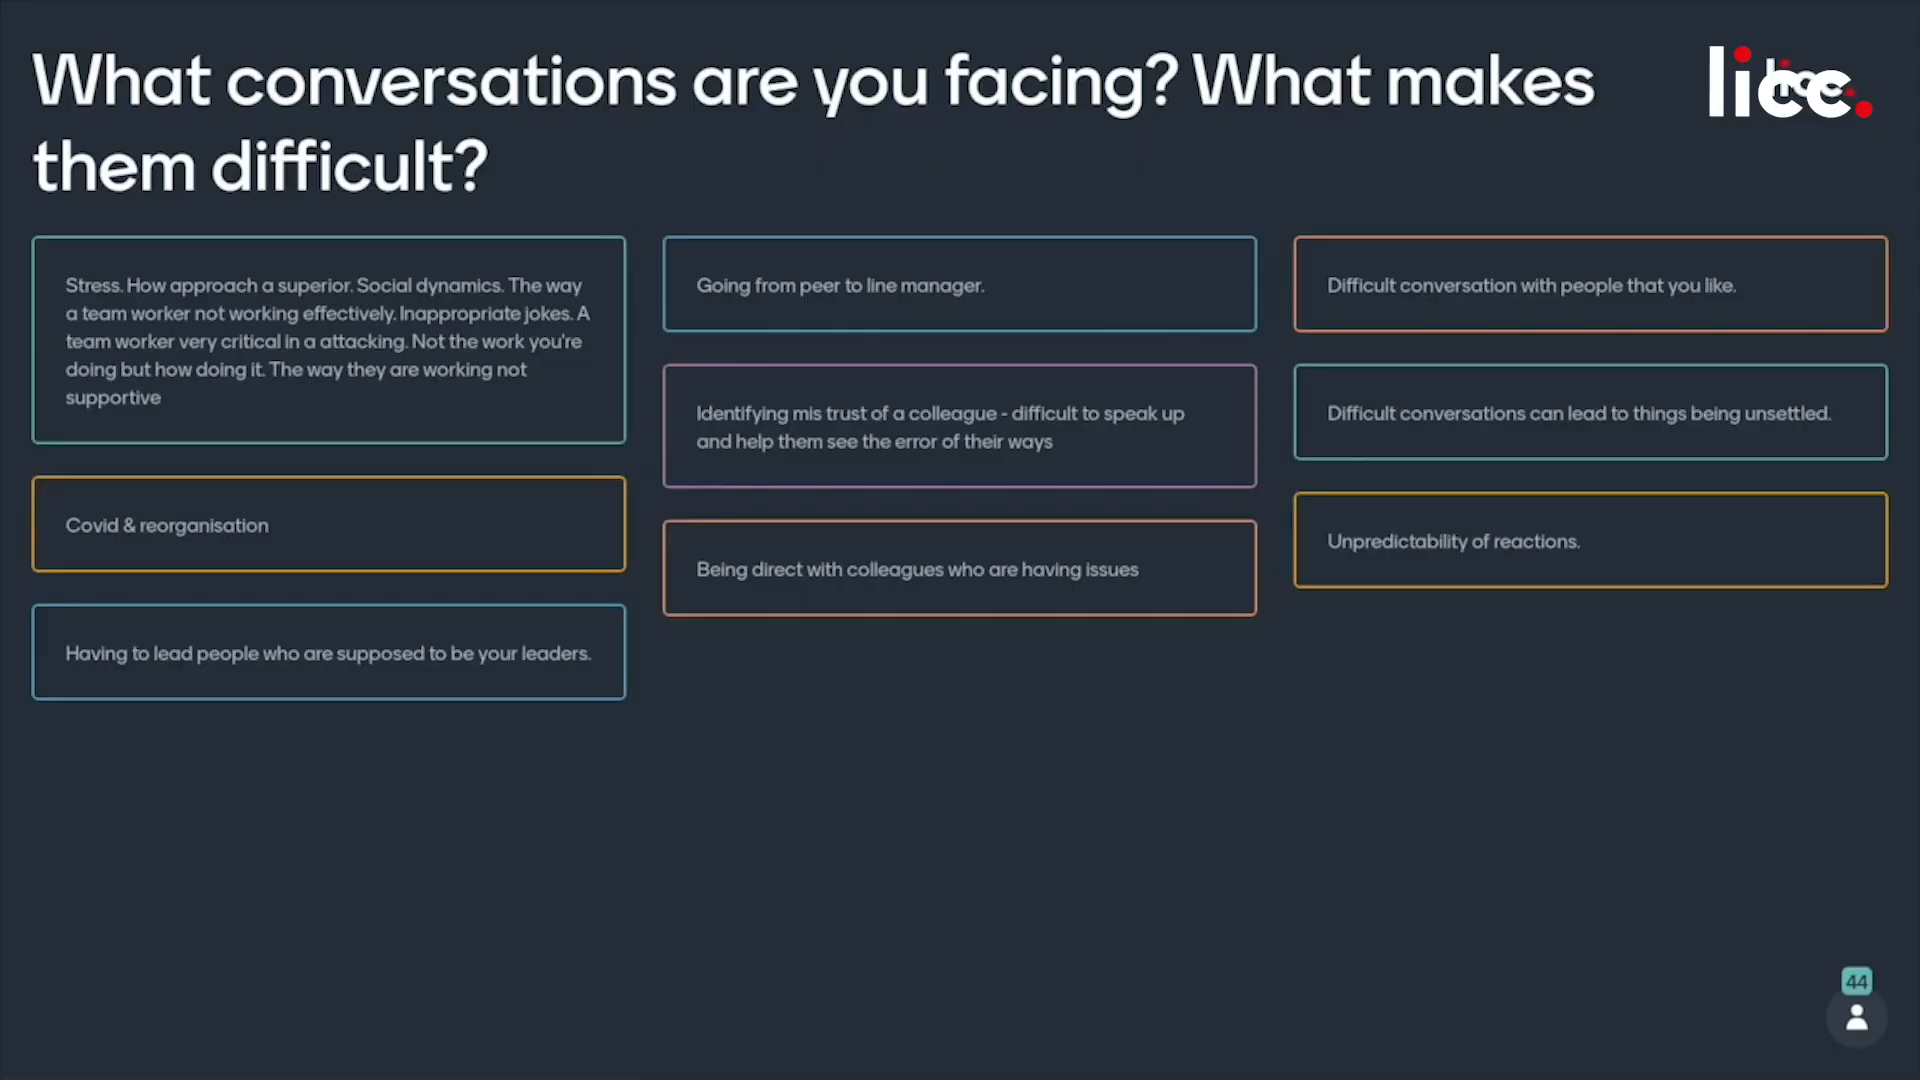 What conversations are you facing? What makes
them difficult?
licc.
Stress. How approach a superior. Social dynamics. The way
a team worker not working effectively. Inappropriate jokes. A
team worker very critical in a attacking. Not the work you're
doing but how doing it. The way they are working not
supportive
Covid & reorganisation
Having to lead people who are supposed to be your leaders.
Going from peer to line manager.
Identifying mis trust of a colleague - difficult to speak up
and help them see the error of their ways
Being direct with colleagues who are having issues
Difficult conversation with people that you like.
Difficult conversations can lead to things being unsettled.
Unpredictability of reactions.
44